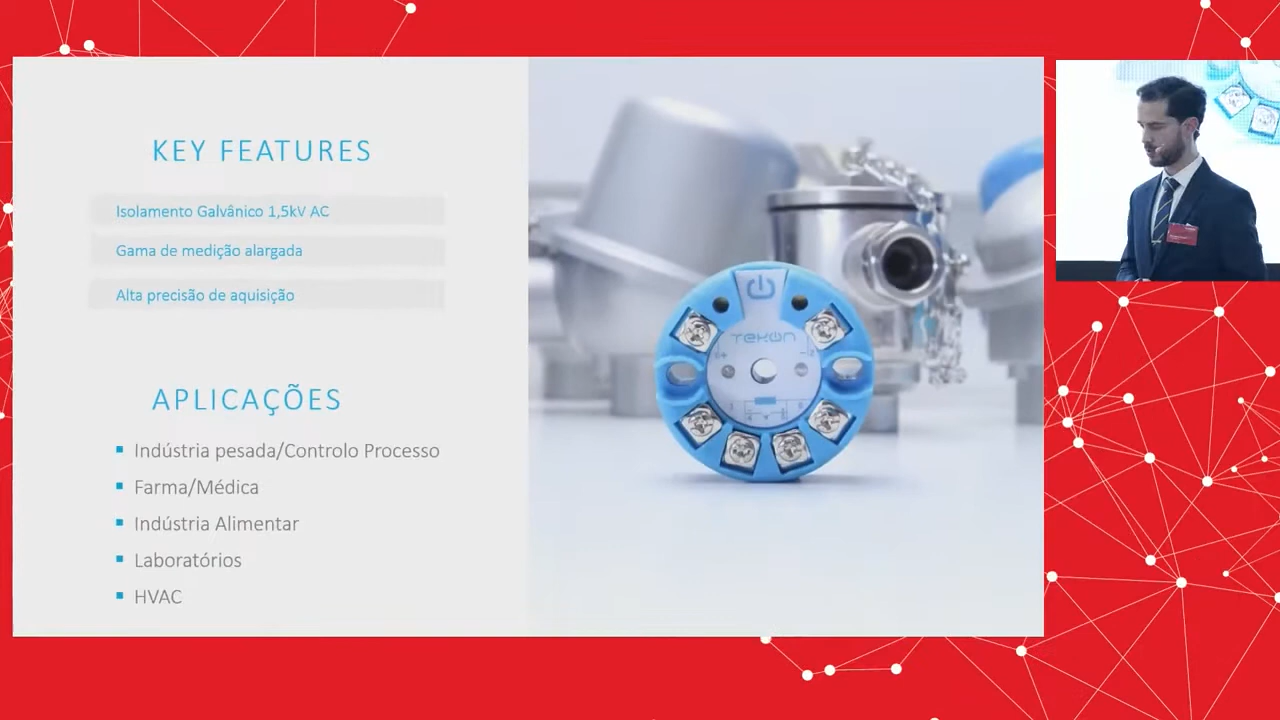 KEY FEATURES
Isolamento Galvânico 1,5kV AC
Gama de medição alargada
Alta precisão de aquisição
APLICAÇÕES
Indústria pesada/Controlo Processo
Farma/Médica
Indústria Alimentar
Laboratórios
HVAC
TEKON